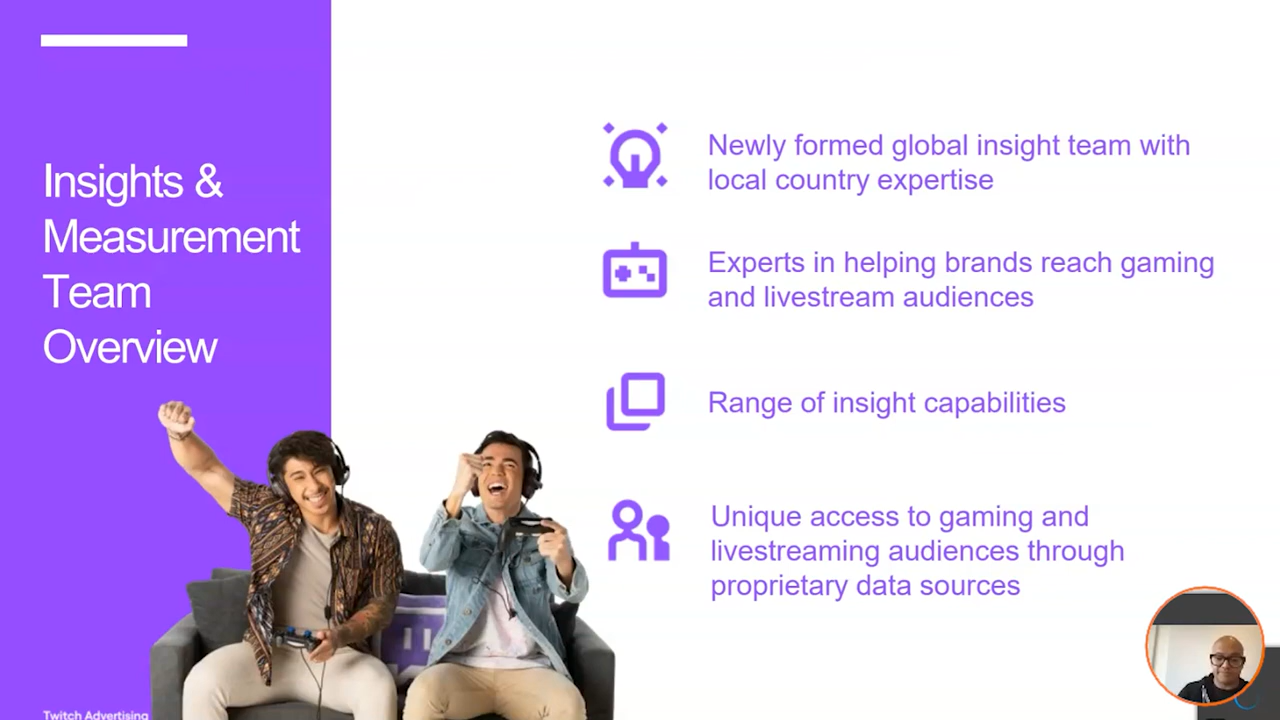 Insights &
Measurement
Team
Overview
Newly formed global insight team with
local country expertise
Experts in helping brands reach gaming
and livestream audiences
Range of insight capabilities
Unique access to gaming and
livestreaming audiences through
proprietary data sources
Twitch Advertising